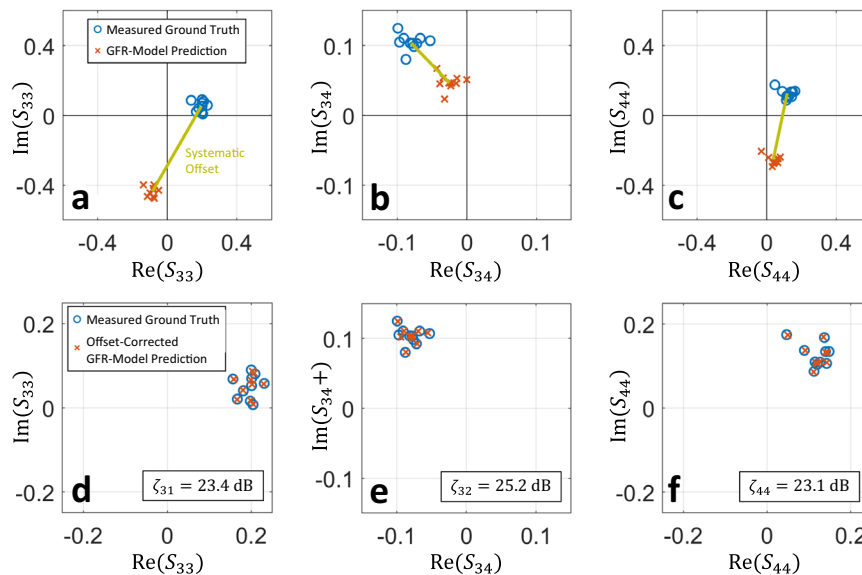 Measured Ground Truth
GFR-Model Prediction
0.4
0
-0.4
Im(S₃₃)
Systematic
Offset
a
-0.4 0 0.4
Re(S₃₃)
0.1
0
-0.1
Im(S₃₄)
b
-0.1 0 0.1
Re(S₃₄)
0.4
0
-0.4
Im(S₄₄)
c
-0.4 0 0.4
Re(S₄₄)
Measured Ground Truth
Offset-Corrected
GFR-Model Prediction
0.2
0
-0.2
Im(S₃₃)
d
ζ₃₁ = 23.4 dB
-0.2 0 0.2
Re(S₃₃)
0.1
0
-0.1
Im(S₃₄+)
e
ζ₃₂ = 25.2 dB
-0.1 0 0.1
Re(S₃₄)
0.2
0
-0.2
Im(S₄₄)
f
ζ₄₄ = 23.1 dB
-0.2 0 0.2
Re(S₄₄)